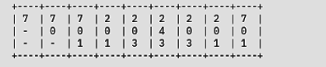 +----+----+----+----+----+----+----+----+----+
| 7 | 7 | 7 | 2 | 2 | 2 | 2 | 2 | 7 |
| - | 0 | 0 | 0 | 0 | 4 | 0 | 0 | 0 |
| - | - | 1 | 1 | 3 | 3 | 3 | 1 | 1 |
+----+----+----+----+----+----+----+----+----+